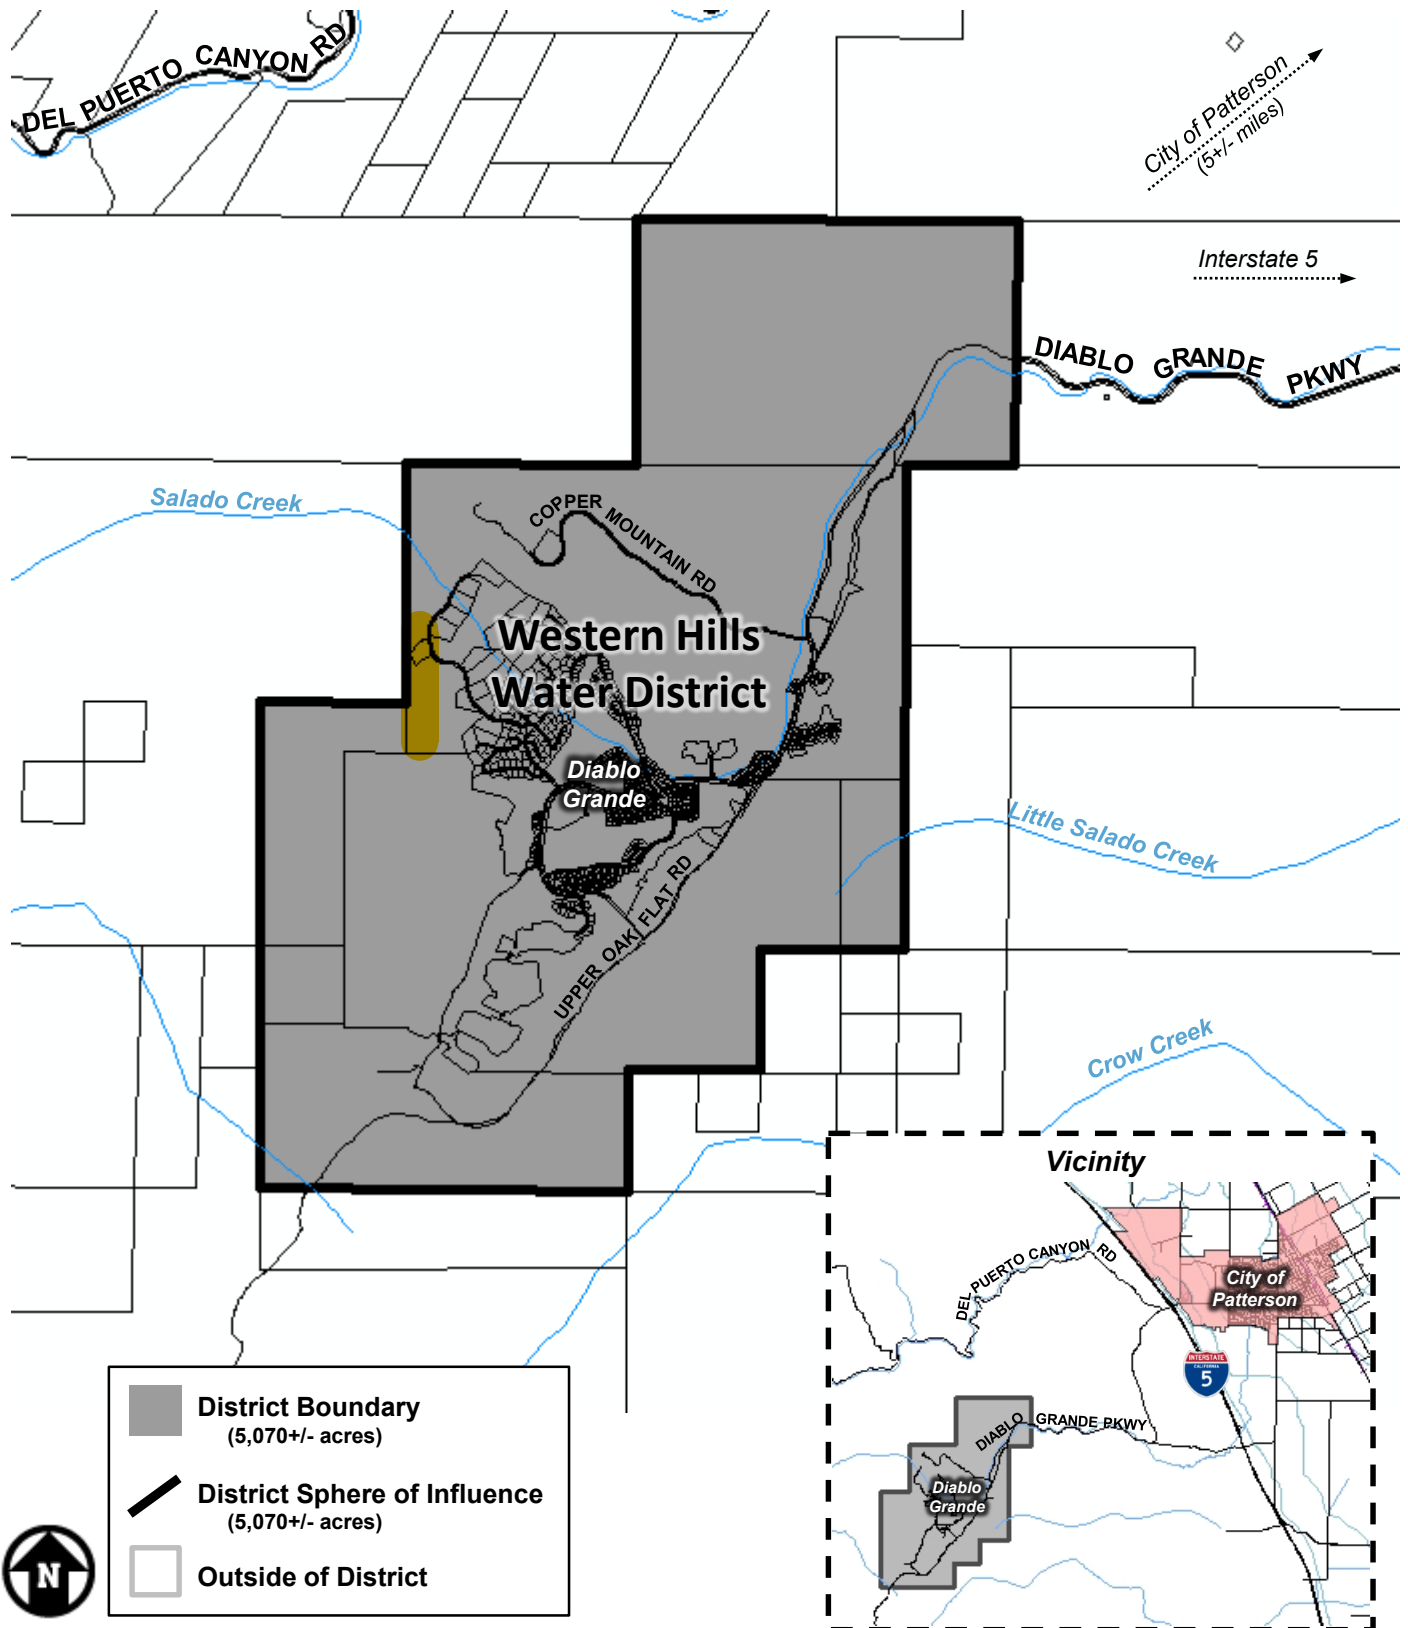 DEL PUERTO CANYON RD
City of Patterson
(5+/- miles)
Interstate 5
DIABLO GRANDE PKWY
Salado Creek
COPPER MOUNTAIN RD
Western Hills
Water District
Diablo
Grande
Little Salado Creek
UPPER OAK FLAT RD
Crow Creek
Vicinity
DEL PUERTO CANYON RD
City of
Patterson
INTERSTATE
CALIFORNIA
5
DIABLO GRANDE PKWY
Diablo
Grande
District Boundary
(5,070+/- acres)
District Sphere of Influence
(5,070+/- acres)
Outside of District
N